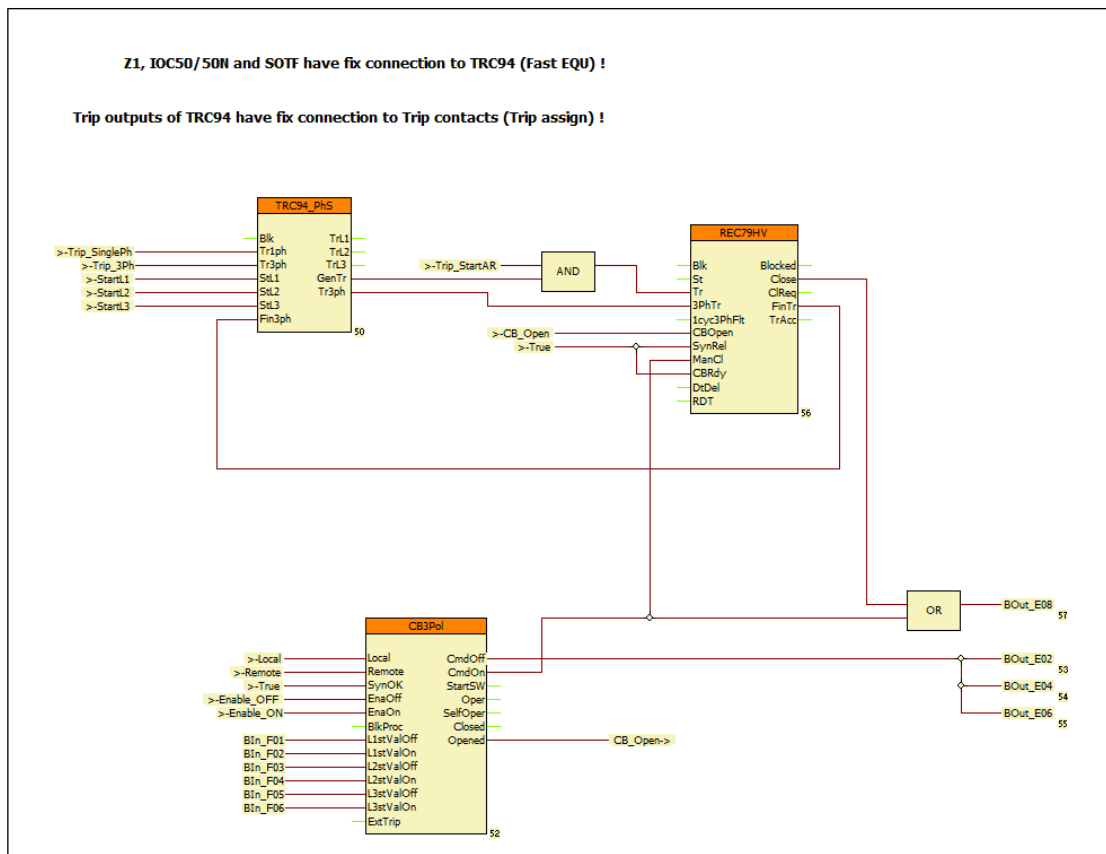 Z1, IOC50/50N and SOTF have fix connection to TRC94 (Fast EQU) !
Trip outputs of TRC94 have fix connection to Trip contacts (Trip assign) !
TRC94_PhS
>-Trip_SinglePh
>-Trip_3Ph
>-StartL1
>-StartL2
>-StartL3
Blk
Tr1ph
Tr3ph
StL1
StL2
StL3
Fin3ph
TrL1
TrL2
TrL3
GenTr
Tr3ph
50
>-Trip_StartAR
AND
REC79HV
>-CB_Open
>-True
Blk
St
Tr
3PhTr
1cyc3PhFlt
CBOpen
SynRel
ManCl
CBRdy
DtDel
RDT
Blocked
Close
ClReq
FinTr
TrAcc
56
CB3Pol
>-Local
>-Remote
>-True
>-Enable_OFF
>-Enable_ON
BIn_F01
BIn_F02
BIn_F03
BIn_F04
BIn_F05
BIn_F06
Local
Remote
SynOK
EnaOff
EnaOn
BlkProc
L1stValOff
L1stValOn
L2stValOff
L2stValOn
L3stValOff
L3stValOn
ExtTrip
CmdOff
CmdOn
StartSW
Oper
SelfOper
Closed
Opened
52
CB_Open->
OR
BOut_E08
57
BOut_E02
53
BOut_E04
54
BOut_E06
55